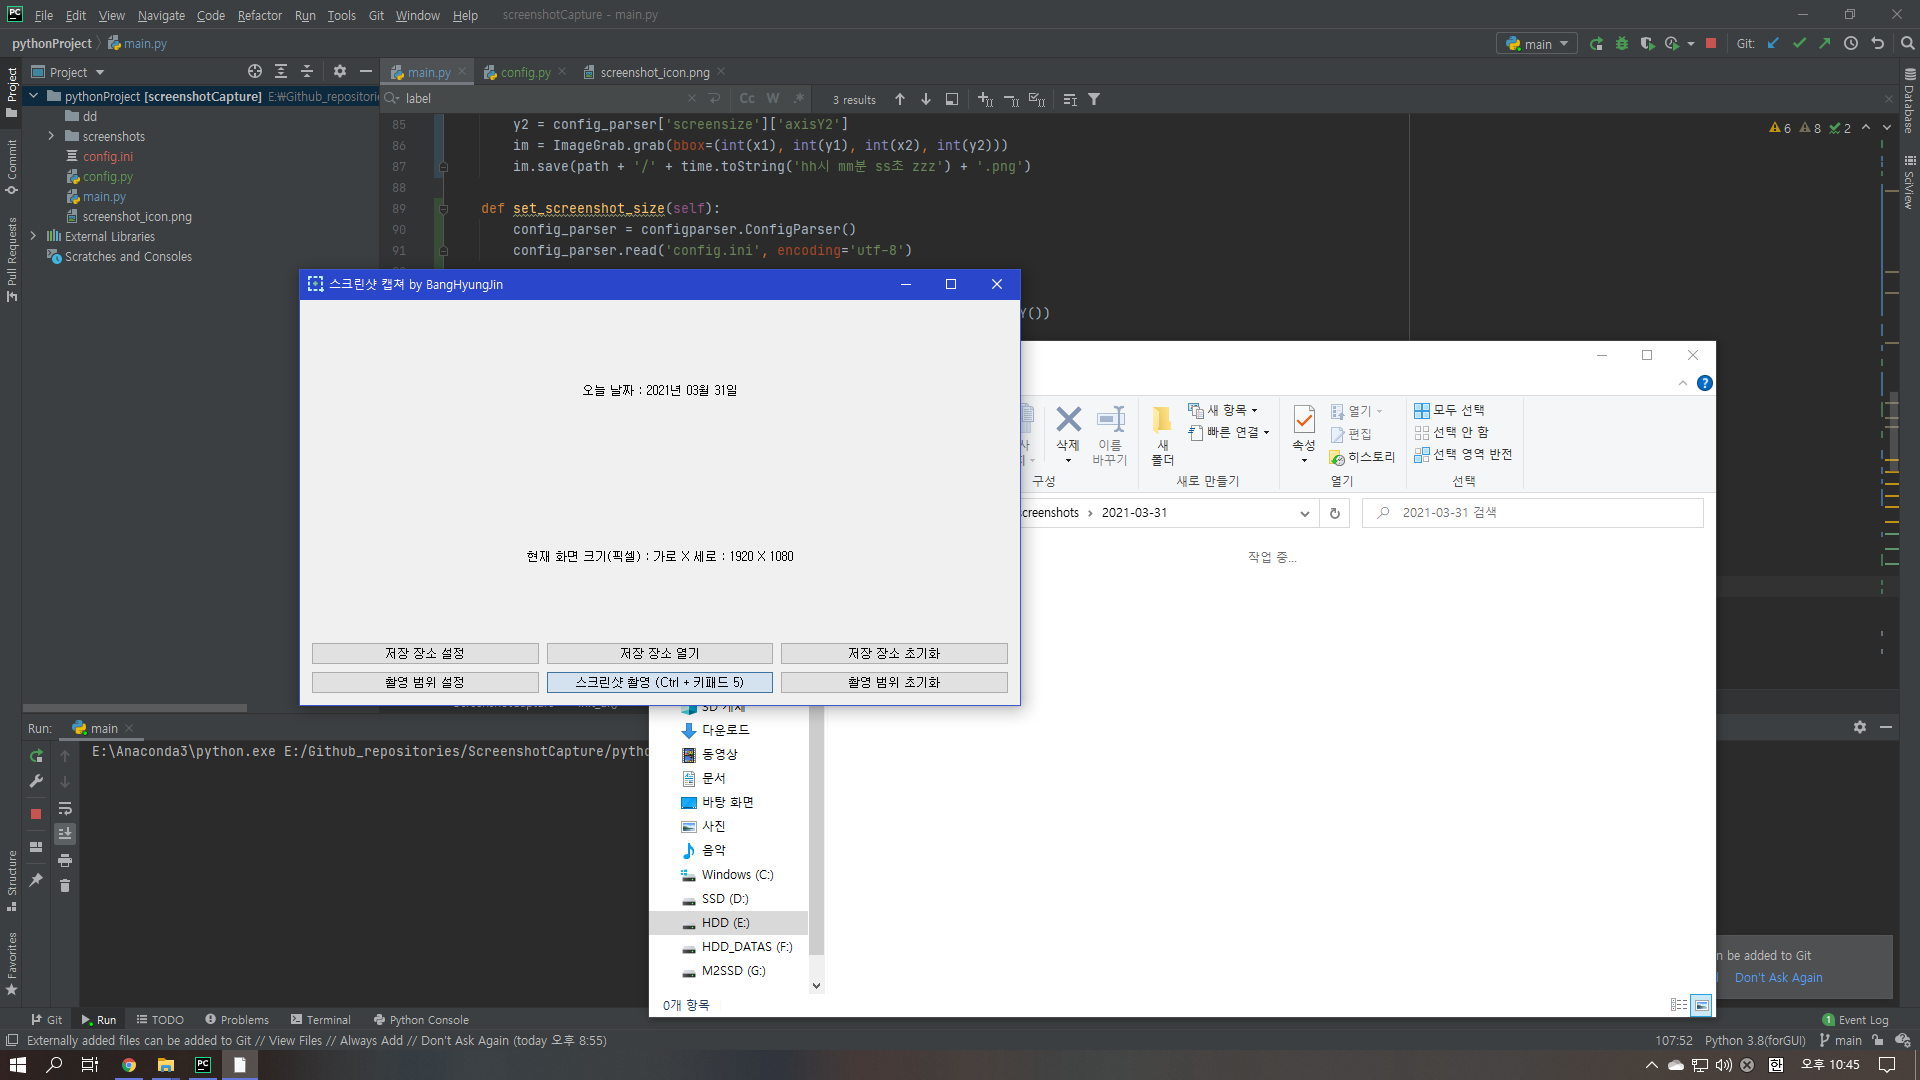 PC File Edit View Navigate Code Refactor Run Tools Git Window Help screenshotCapture - main.py
pythonProject main.py
main
Git:
Project
main.py
config.py
screenshot_icon.png
pythonProject [screenshotCapture] E:₩Github_repositori
dd
screenshots
config.ini
config.py
main.py
screenshot_icon.png
External Libraries
Scratches and Consoles
Project
Commit
Pull Requests
Structure
Favorites
Database
SciView
label
Cc W .*
3 results
6 8 2
85 y2 = config_parser['screensize']['axisY2']
86 im = ImageGrab.grab(bbox=(int(x1), int(y1), int(x2), int(y2)))
87 im.save(path + '/' + time.toString('hh시 mm분 ss초 zzz') + '.png')
88
89 def set_screenshot_size(self):
90 config_parser = configparser.ConfigParser()
91 config_parser.read('config.ini', encoding='utf-8')
Y())
스크린샷 캡쳐 by BangHyungJin
오늘 날짜 : 2021년 03월 31일
현재 화면 크기(픽셀) : 가로 X 세로 : 1920 X 1080
저장 장소 설정
저장 장소 열기
저장 장소 초기화
촬영 범위 설정
스크린샷 촬영 (Ctrl + 키패드 5)
촬영 범위 초기화
삭제
이름
바꾸기
구성
새
폴더
새 항목
빠른 연결
새로 만들기
속성
열기
편집
히스토리
열기
모두 선택
선택 안 함
선택 영역 반전
선택
creenshots > 2021-03-31
2021-03-31 검색
작업 중...
3D 개체
다운로드
동영상
문서
바탕 화면
사진
음악
Windows (C:)
SSD (D:)
HDD (E:)
HDD_DATAS (F:)
M2SSD (G:)
0개 항목
Run: main
E:\Anaconda3\python.exe E:/Github_repositories/ScreenshotCapture/pytho
n be added to Git
Don't Ask Again
Git Run TODO Problems Terminal Python Console
1 Event Log
Externally added files can be added to Git // View Files // Always Add // Don't Ask Again (today 오후 8:55)
107:52 Python 3.8(forGUI) main
PC
한
오후 10:45